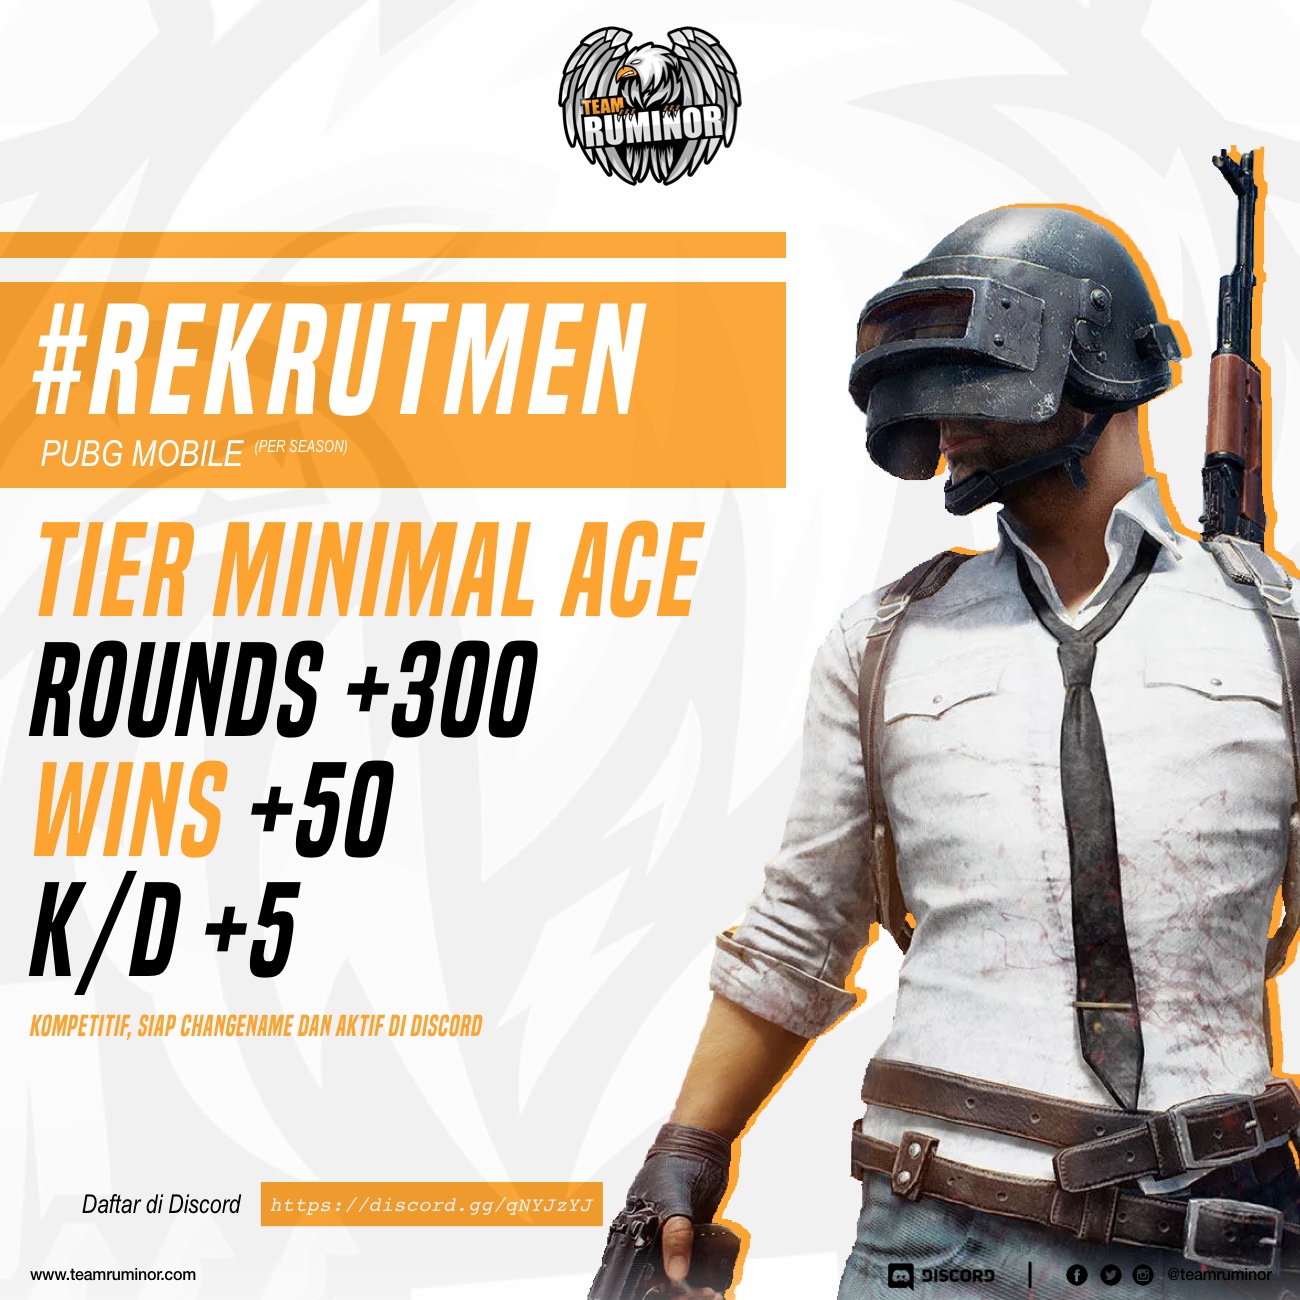 TEAM
RUMINOR
#REKRUTMEN
PUBG MOBILE (PER SEASON)
TIER MINIMAL ACE
ROUNDS +300
WINS +50
K/D +5
KOMPETITIF, SIAP CHANGENAME DAN AKTIF DI DISCORD
Daftar di Discord https://discord.gg/qNYJzYJ
www.teamruminor.com DISCORD | @teamruminor